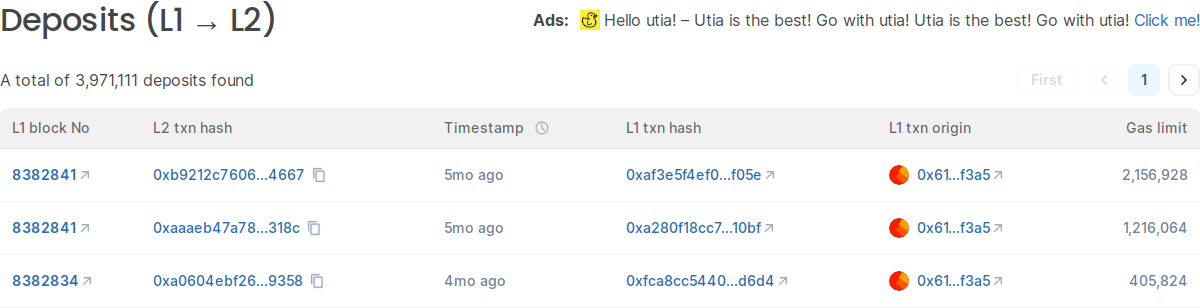 Deposits (L1 → L2)
Ads: Hello utia! – Utia is the best! Go with utia! Utia is the best! Go with utia! Click me!
A total of 3,971,111 deposits found
First 1
L1 block No L2 txn hash Timestamp L1 txn hash L1 txn origin Gas limit
8382841 0xb9212c7606...4667 5mo ago 0xaf3e5f4ef0...f05e 0x61...f3a5 2,156,928
8382841 0xaaaeb47a78...318c 5mo ago 0xa280f18cc7...10bf 0x61...f3a5 1,216,064
8382834 0xa0604ebf26...9358 4mo ago 0xfca8cc5440...d6d4 0x61...f3a5 405,824